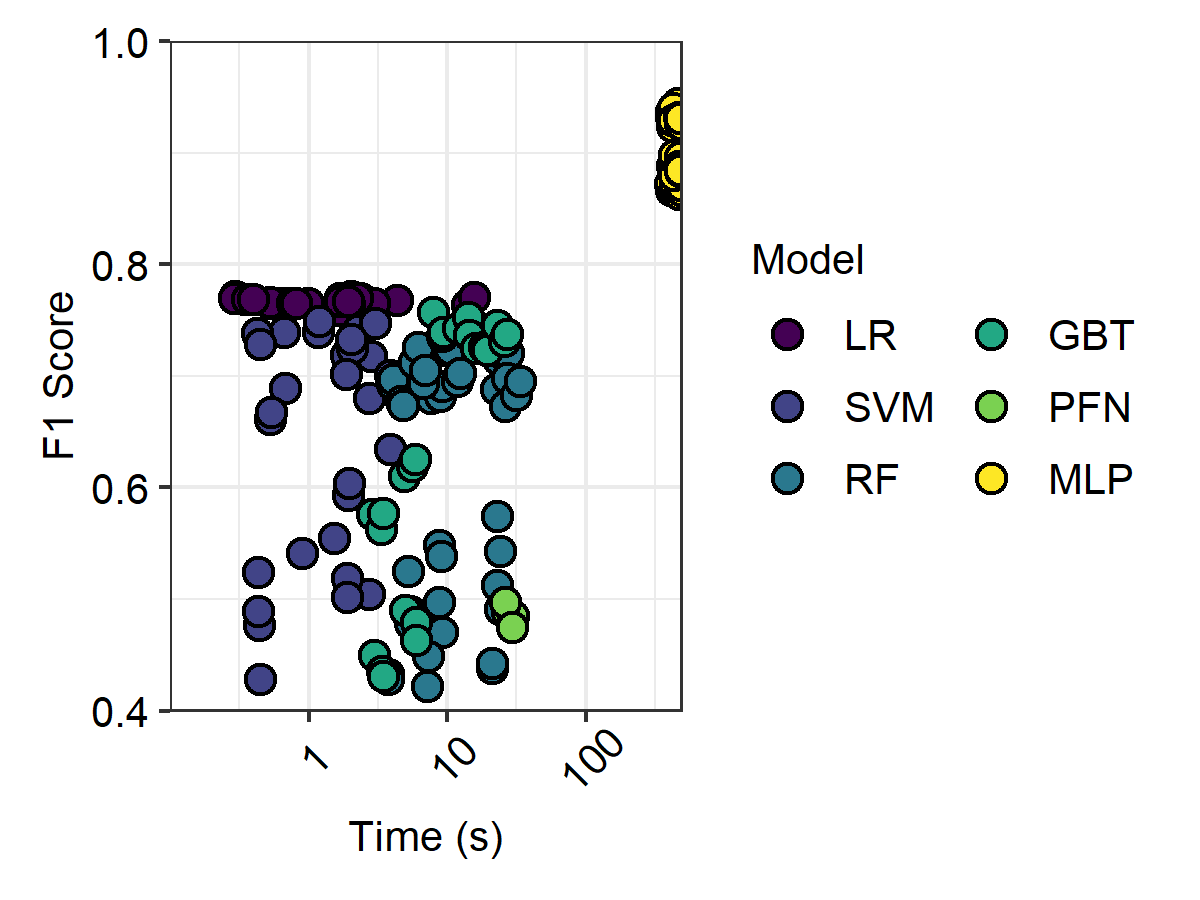 F1 Score
1.0
0.8
0.6
0.4
1 10 100
Time (s)
Model
LR GBT
SVM PFN
RF MLP